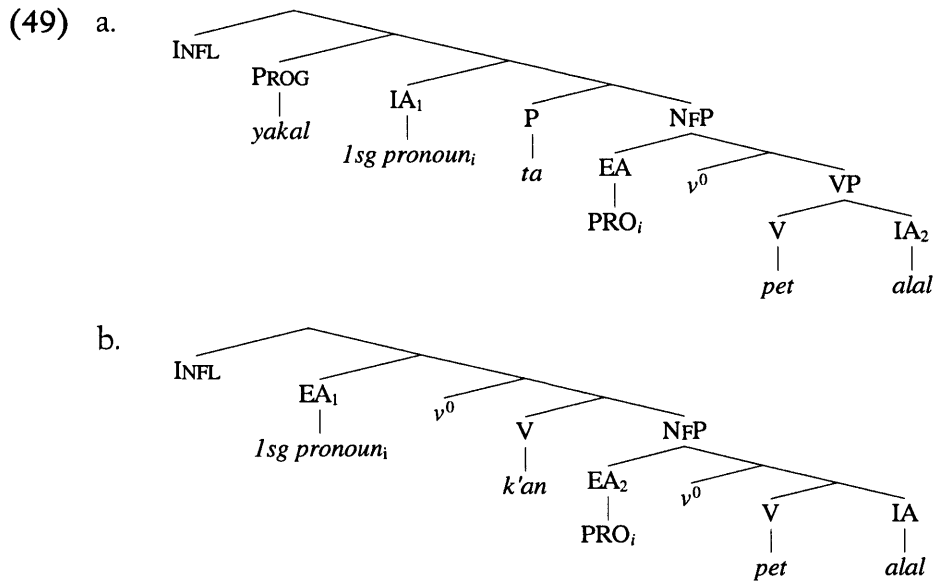 (49) a.
INFL
PROG
yakal
IA₁
1sg pronounᵢ
P
ta
NFP
EA
PROᵢ
v⁰
VP
V
pet
IA₂
alal
b.
INFL
EA₁
1sg pronounᵢ
v⁰
V
k'an
NFP
EA₂
PROᵢ
v⁰
V
pet
IA
alal